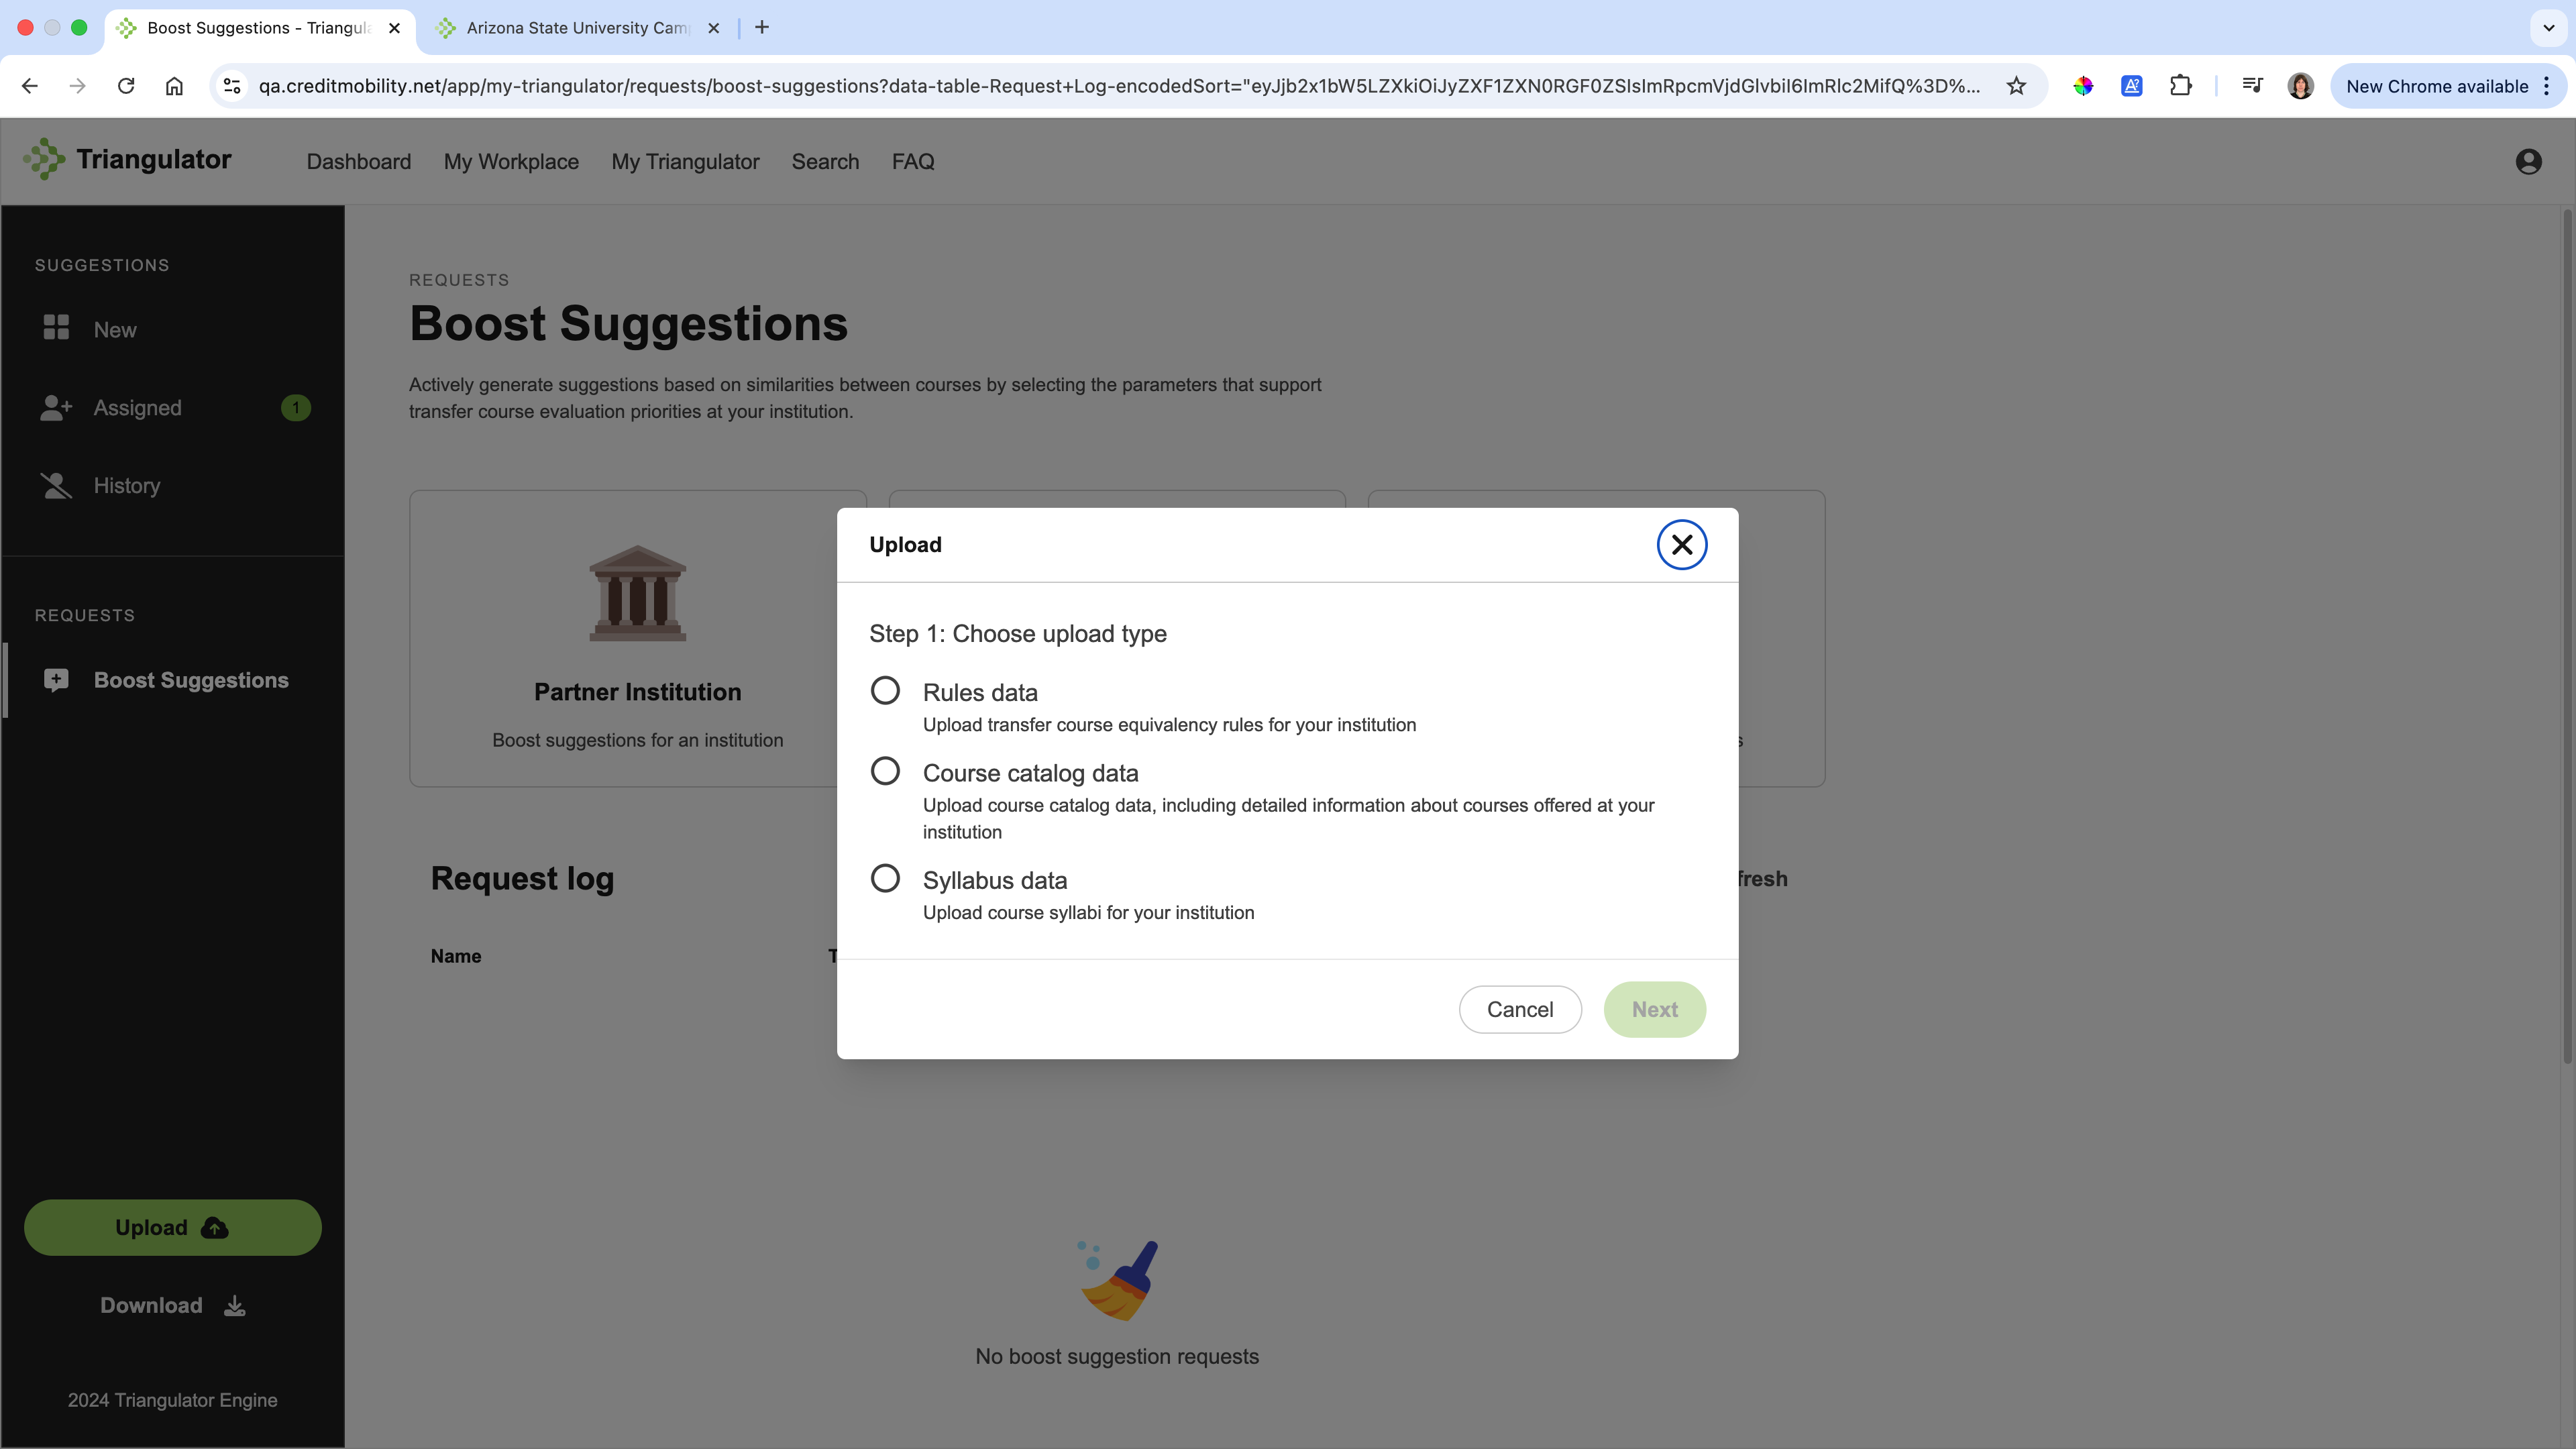 Boost Suggestions - Triangula
Arizona State University Cam
qa.creditmobility.net/app/my-triangulator/requests/boost-suggestions?data-table-Request+Log-encodedSort="eyJjb2x1bW5LZXkiOiJyZXF1ZXN0RGF0ZSIsImRpcmVjdGlvbiI6ImRlc2MifQ%3D%...
New Chrome available
Triangulator
Dashboard
My Workplace
My Triangulator
Search
FAQ
SUGGESTIONS
New
Assigned
1
History
REQUESTS
Boost Suggestions
Upload
Download
2024 Triangulator Engine
REQUESTS
Boost Suggestions
Actively generate suggestions based on similarities between courses by selecting the parameters that support
transfer course evaluation priorities at your institution.
Partner Institution
Boost suggestions for an institution
Request log
fresh
Name
No boost suggestion requests
Upload
Step 1: Choose upload type
Rules data
Upload transfer course equivalency rules for your institution
Course catalog data
Upload course catalog data, including detailed information about courses offered at your
institution
Syllabus data
Upload course syllabi for your institution
Cancel
Next